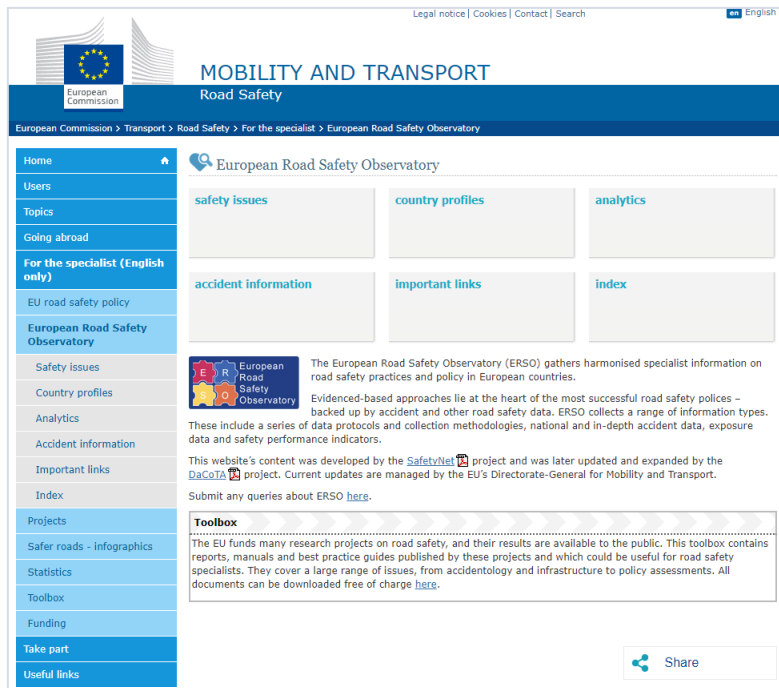 Legal notice | Cookies | Contact | Search
en English
European
Commission
MOBILITY AND TRANSPORT
Road Safety
European Commission > Transport > Road Safety > For the specialist > European Road Safety Observatory
Home
Users
Topics
Going abroad
For the specialist (English
only)
EU road safety policy
European Road Safety
Observatory
Safety issues
Country profiles
Analytics
Accident information
Important links
Index
Projects
Safer roads - infographics
Statistics
Toolbox
Funding
Take part
Useful links
European Road Safety Observatory
safety issues
country profiles
analytics
accident information
important links
index
E R S O
European
Road
Safety
Observatory
The European Road Safety Observatory (ERSO) gathers harmonised specialist information on
road safety practices and policy in European countries.
Evidenced-based approaches lie at the heart of the most successful road safety polices –
backed up by accident and other road safety data. ERSO collects a range of information types.
These include a series of data protocols and collection methodologies, national and in-depth accident data, exposure
data and safety performance indicators.
This website's content was developed by the SafetyNet project and was later updated and expanded by the
DaCoTA project. Current updates are managed by the EU's Directorate-General for Mobility and Transport.
Submit any queries about ERSO here.
Toolbox
The EU funds many research projects on road safety, and their results are available to the public. This toolbox contains
reports, manuals and best practice guides published by these projects and which could be useful for road safety
specialists. They cover a large range of issues, from accidentology and infrastructure to policy assessments. All
documents can be downloaded free of charge here.
Share